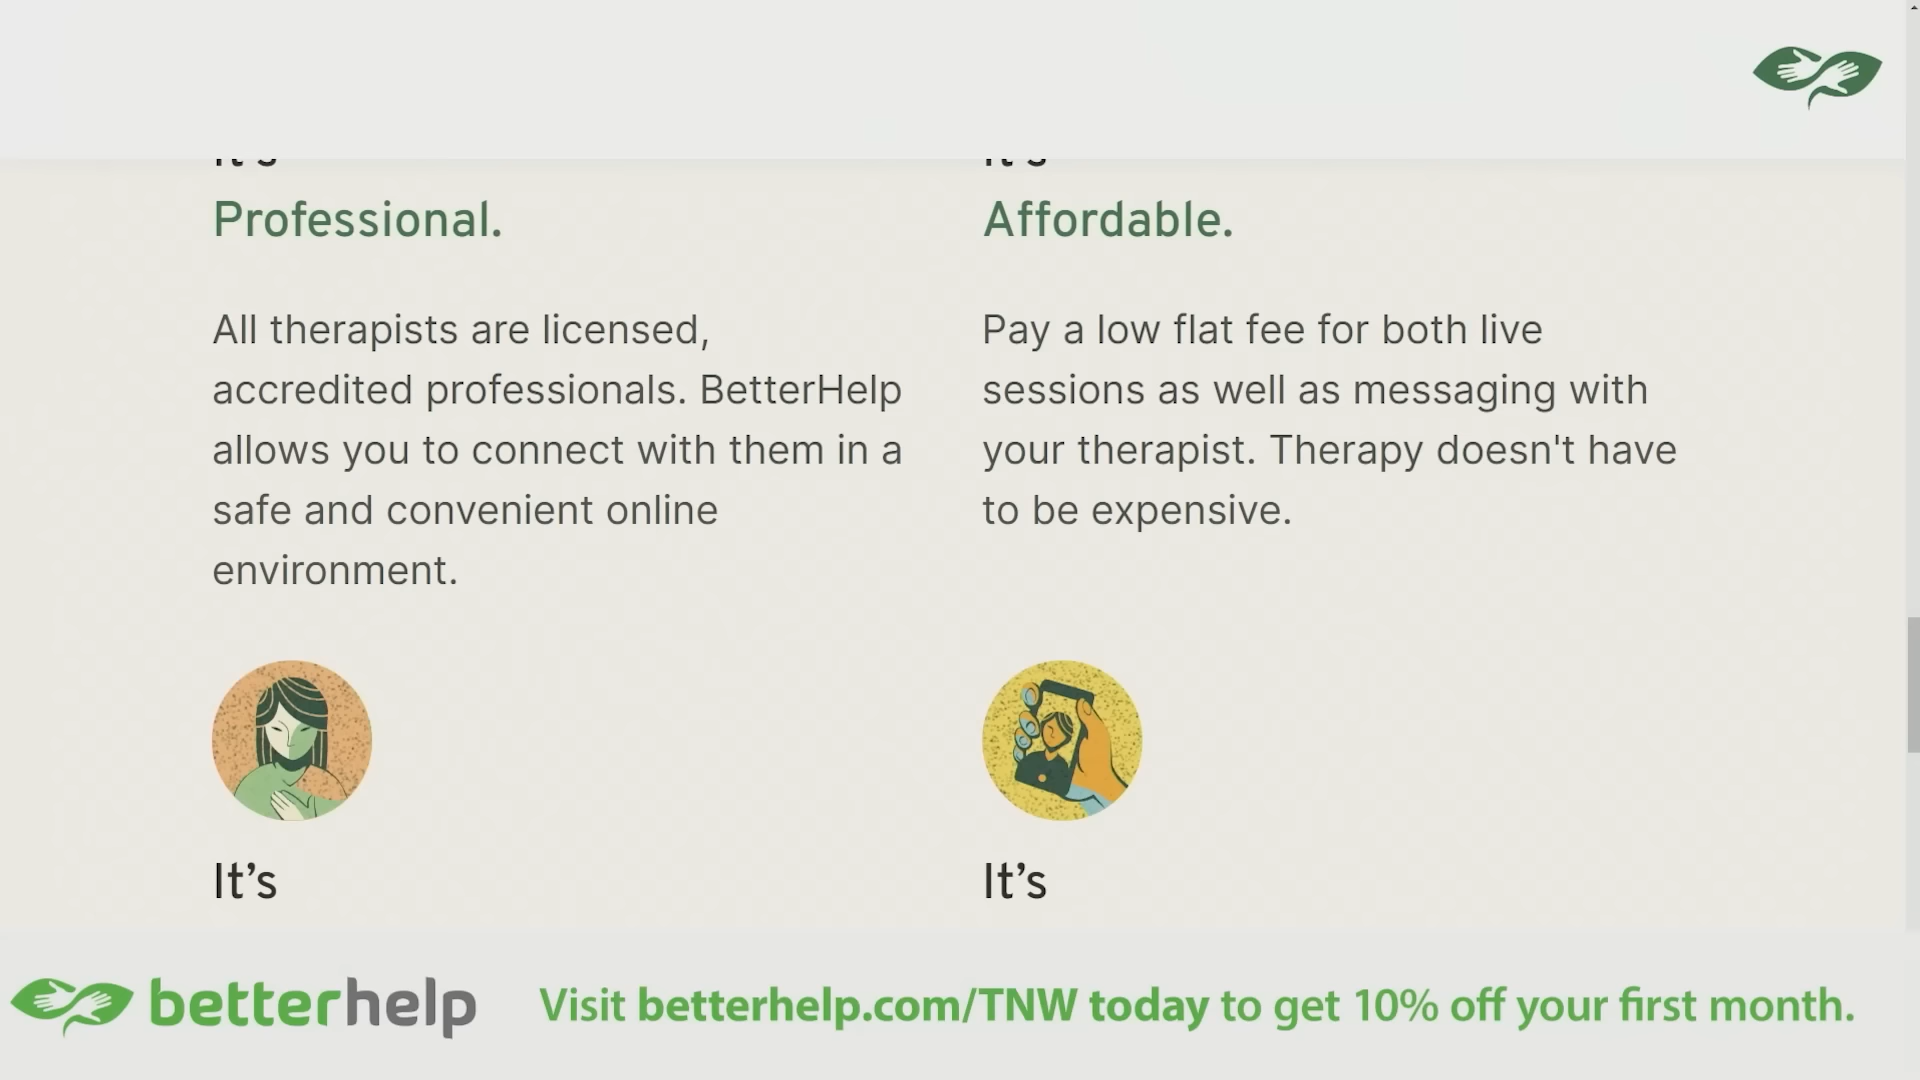 It's
Professional.
All therapists are licensed,
accredited professionals. BetterHelp
allows you to connect with them in a
safe and convenient online
environment.
It's
Affordable.
Pay a low flat fee for both live
sessions as well as messaging with
your therapist. Therapy doesn't have
to be expensive.
It’s
It’s
betterhelp
Visit betterhelp.com/TNW today to get 10% off your first month.